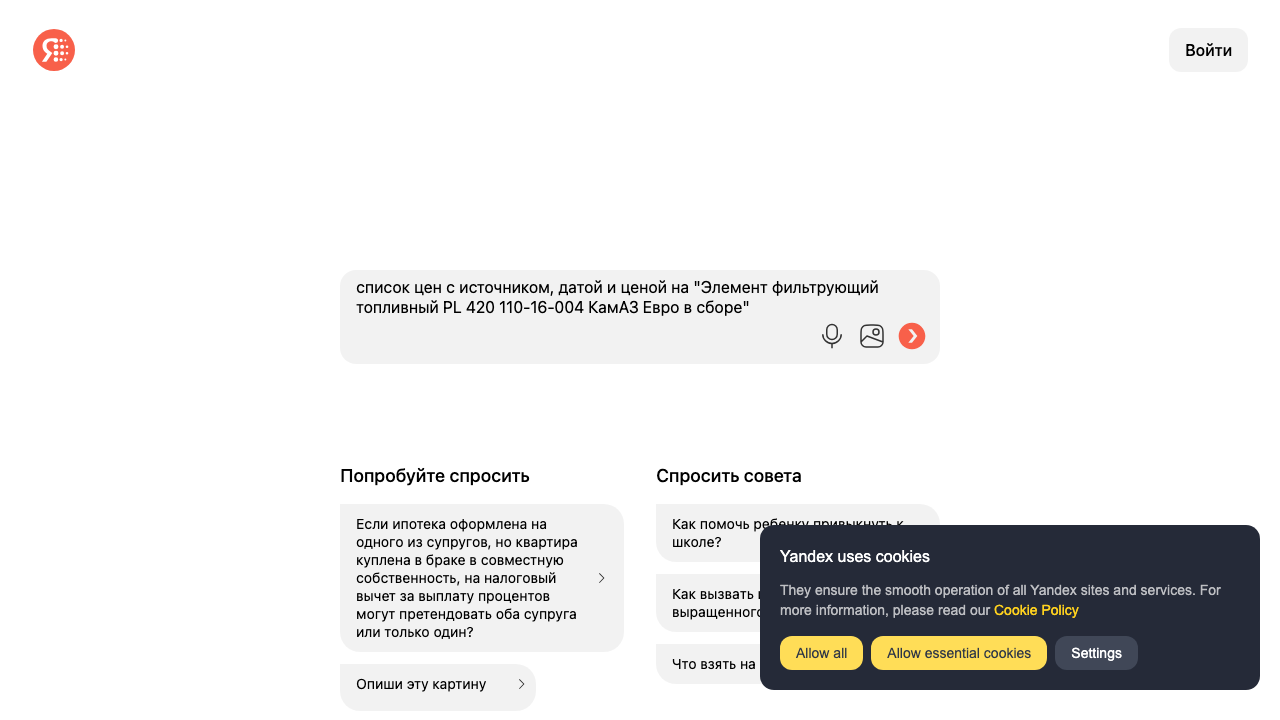 Я
Войти
список цен с источником, датой и ценой на "Элемент фильтрующий
топливный PL 420 110-16-004 КамАЗ Евро в сборе"
Попробуйте спросить
Если ипотека оформлена на
одного из супругов, но квартира
куплена в браке в совместную
собственность, на налоговый
вычет за выплату процентов
могут претендовать оба супруга
или только один?
Опиши эту картину
Спросить совета
Как помочь ребенку привыкнуть к
школе?
Как вызвать
выращенного
Что взять на
Yandex uses cookies
They ensure the smooth operation of all Yandex sites and services. For
more information, please read our Cookie Policy
Allow all
Allow essential cookies
Settings